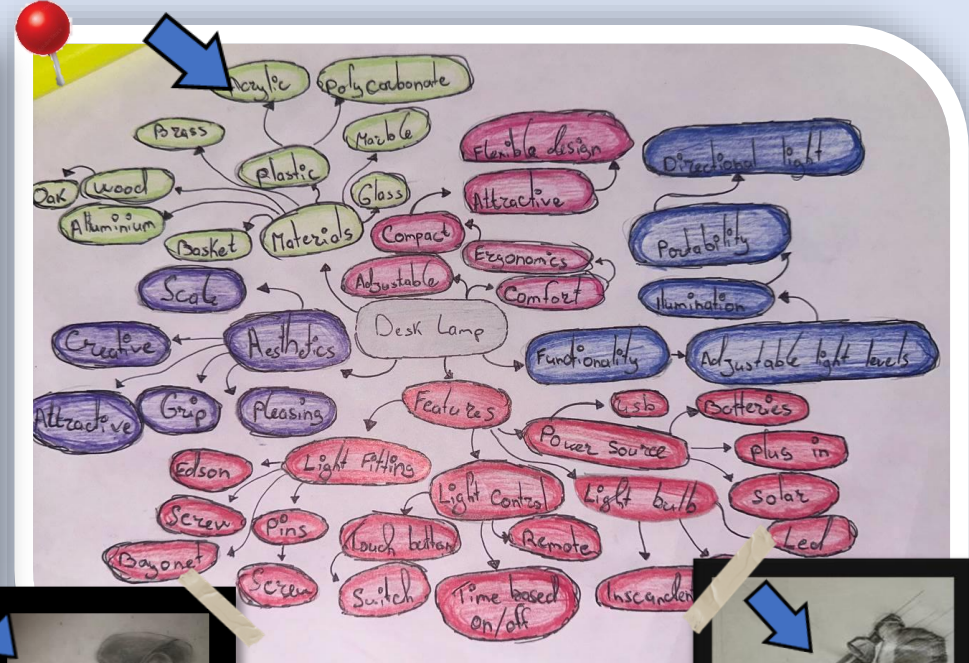 Acrylic
Polycarbonate
Brass
Marble
Flexible design
Directional light
Plastic
Oak
Wood
Glass
Attractive
Alluminium
Basket
Materials
Compact
Portability
Ergonomics
Adjustable
Comfort
Ilumination
Scale
Desk Lamp
Creative
Aesthetics
Functionality
Adjustable light levels
Attractive
Grip
Pleasing
Features
usb
Batteries
Power Source
plug in
Edson
Light Fitting
Light Control
Light bulb
Solar
Screw
Pins
Touch button
Remote
Led
Bayonet
Screw
Switch
Time based
on/off